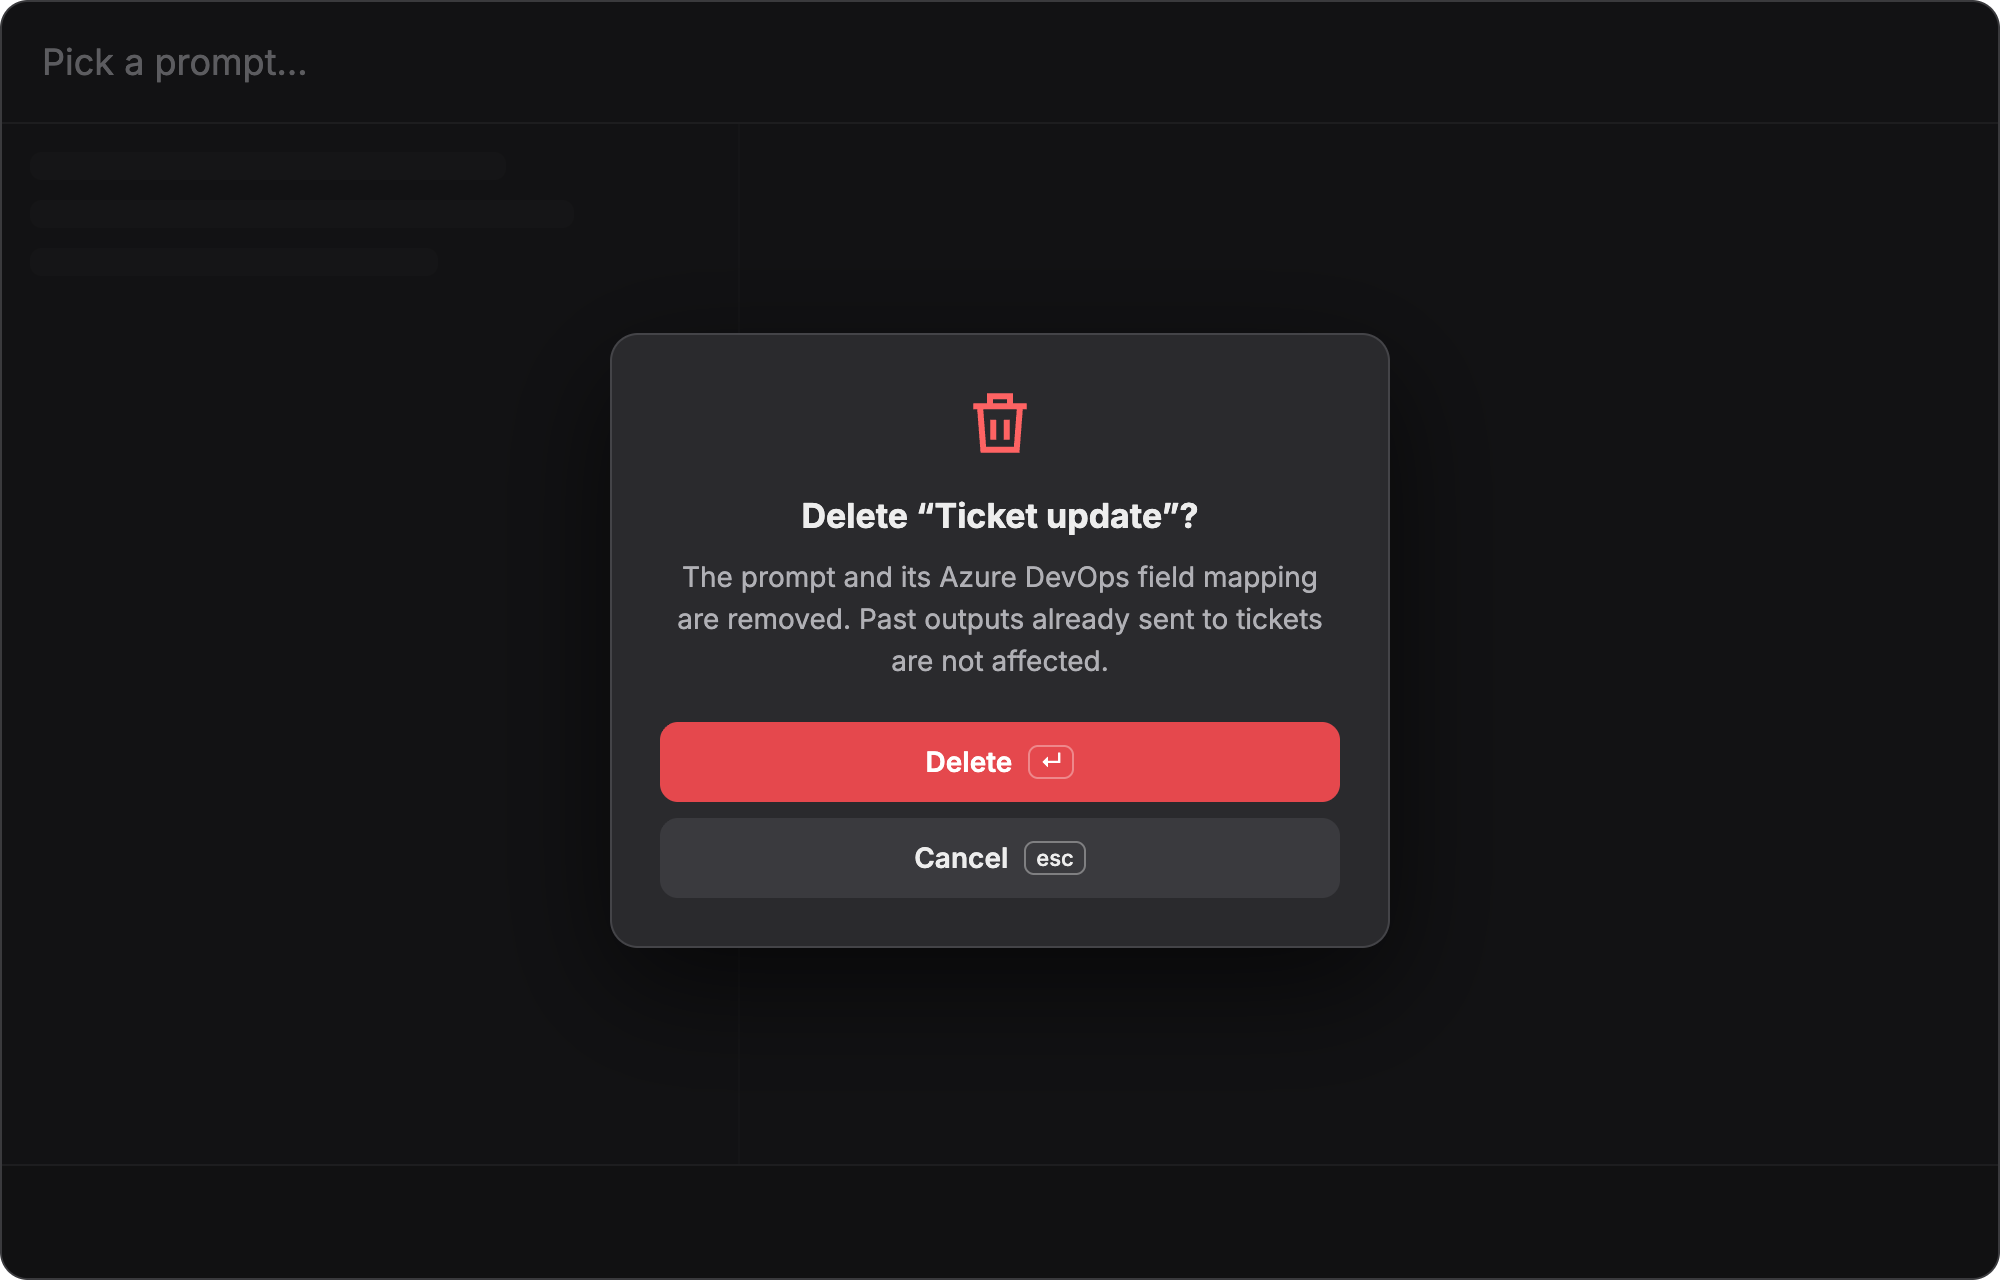 Pick a prompt...
Delete “Ticket update”?
The prompt and its Azure DevOps field mapping
are removed. Past outputs already sent to tickets
are not affected.
Delete ↵
Cancel esc